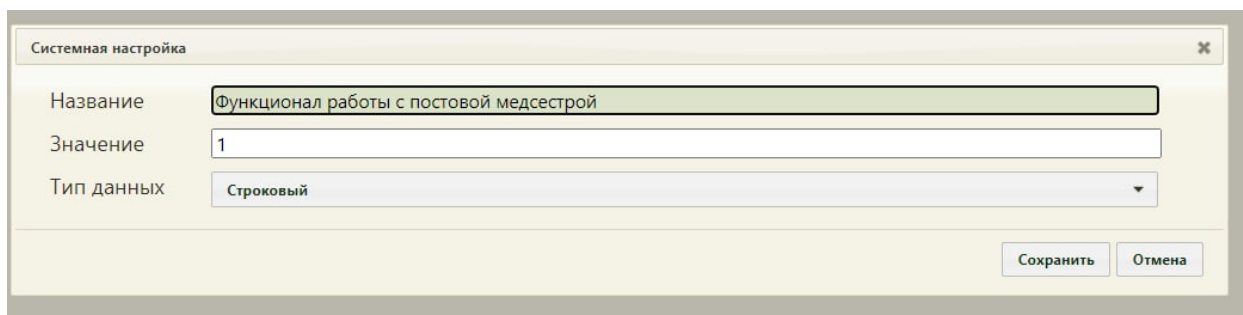 Системная настройка
Название Функционал работы с постовой медсестрой
Значение 1
Тип данных Строковый
Сохранить Отмена